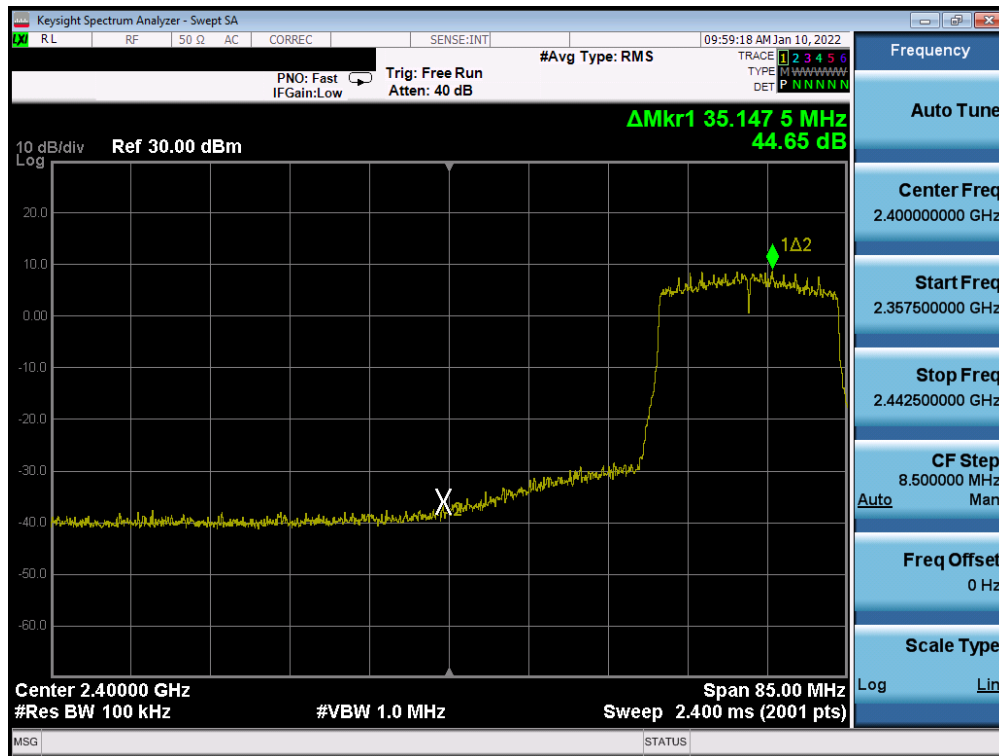 Keysight Spectrum Analyzer - Swept SA
LXI RL RF 50 Ω AC CORREC SENSE:INT 09:59:18 AM Jan 10, 2022
#Avg Type: RMS
TRACE 1 2 3 4 5 6
TYPE M WWWWW
DET P N N N N N
PNO: Fast
IFGain:Low
Trig: Free Run
Atten: 40 dB
ΔMkr1 35.147 5 MHz
44.65 dB
10 dB/div Ref 30.00 dBm
Log
20.0
10.0
0.00
-10.0
-20.0
-30.0
-40.0
-50.0
-60.0
1Δ2
2
Center 2.40000 GHz
Span 85.00 MHz
#Res BW 100 kHz
#VBW 1.0 MHz
Sweep 2.400 ms (2001 pts)
MSG
STATUS
Frequency
Auto Tune
Center Freq
2.400000000 GHz
Start Freq
2.357500000 GHz
Stop Freq
2.442500000 GHz
CF Step
8.500000 MHz
Auto Man
Freq Offset
0 Hz
Scale Type
Log Lin